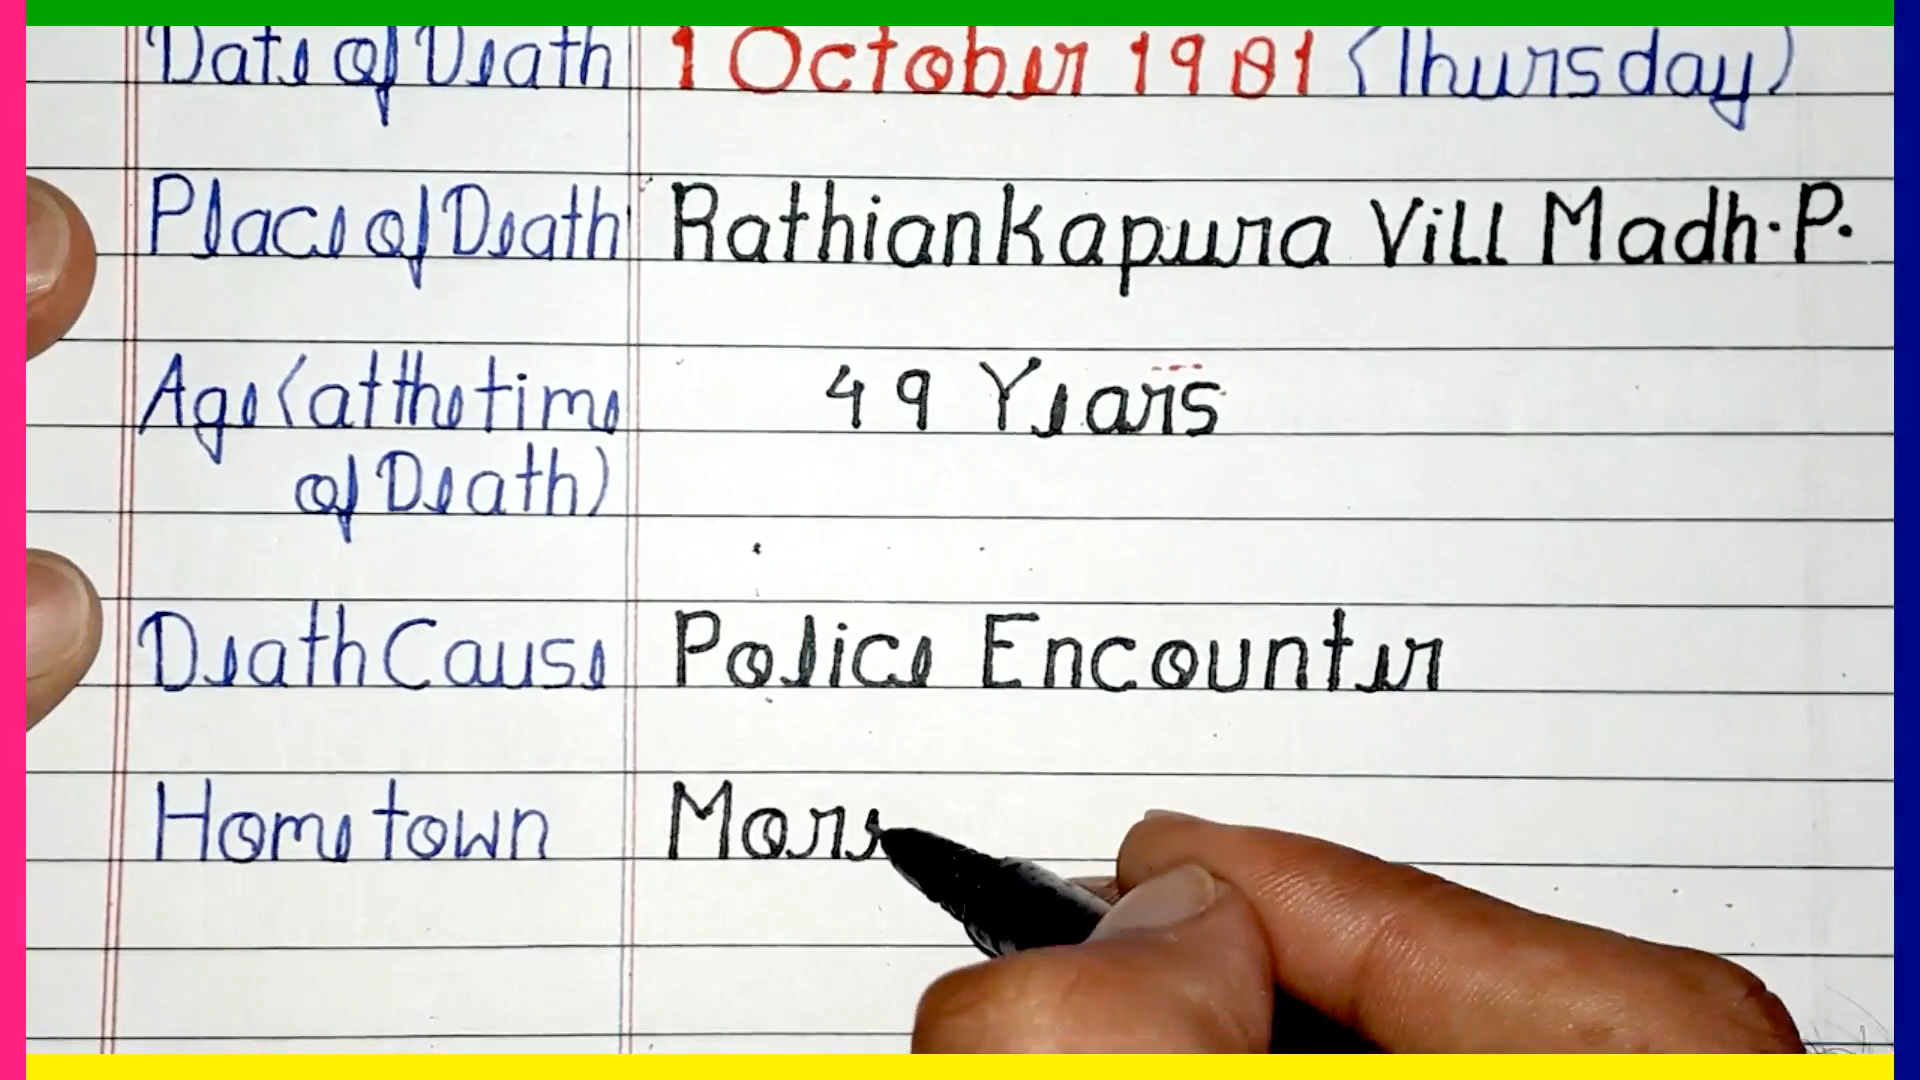 Date of Death 1 October 1981 (Thursday)
Place of Death Rathiankapura Vill Madh.P.
Age (at the time 49 Years
of Death)
Death Cause Police Encounter
Hometown More